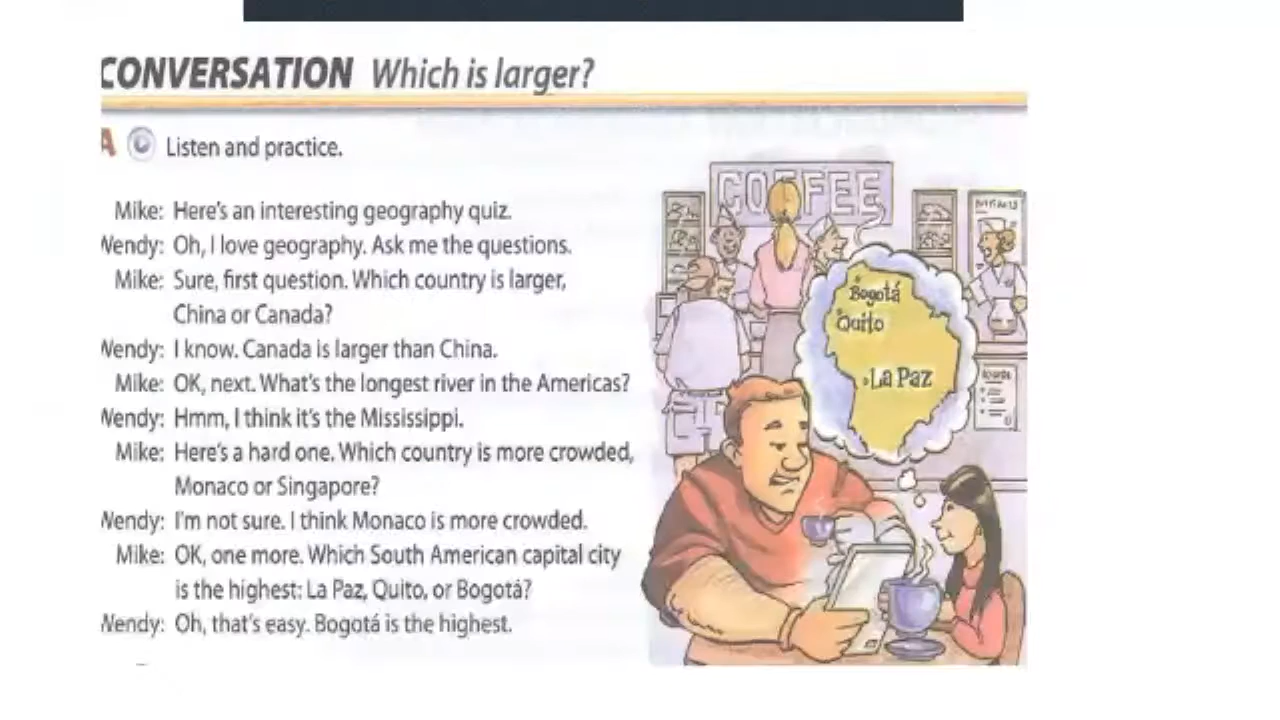 CONVERSATION Which is larger?
A Listen and practice.
Mike: Here's an interesting geography quiz.
Wendy: Oh, I love geography. Ask me the questions.
Mike: Sure, first question. Which country is larger,
China or Canada?
Wendy: I know. Canada is larger than China.
Mike: OK, next. What's the longest river in the Americas?
Wendy: Hmm, I think it's the Mississippi.
Mike: Here's a hard one. Which country is more crowded,
Monaco or Singapore?
Wendy: I'm not sure. I think Monaco is more crowded.
Mike: OK, one more. Which South American capital city
is the highest: La Paz, Quito, or Bogotá?
Wendy: Oh, that's easy. Bogotá is the highest.
COFFEE
Bogotá
Quito
La Paz